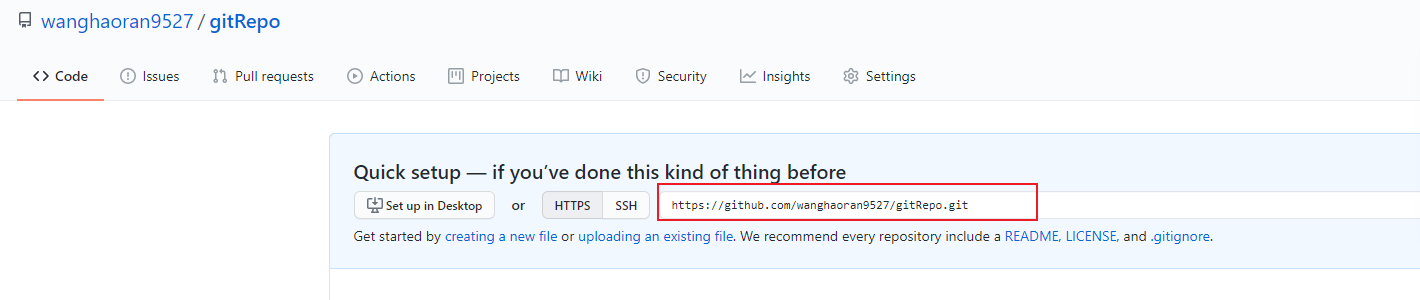 wanghaoran9527 / gitRepo
Code Issues Pull requests Actions Projects Wiki Security Insights Settings
Quick setup — if you’ve done this kind of thing before
Set up in Desktop or HTTPS SSH https://github.com/wanghaoran9527/gitRepo.git
Get started by creating a new file or uploading an existing file. We recommend every repository include a README, LICENSE, and .gitignore.